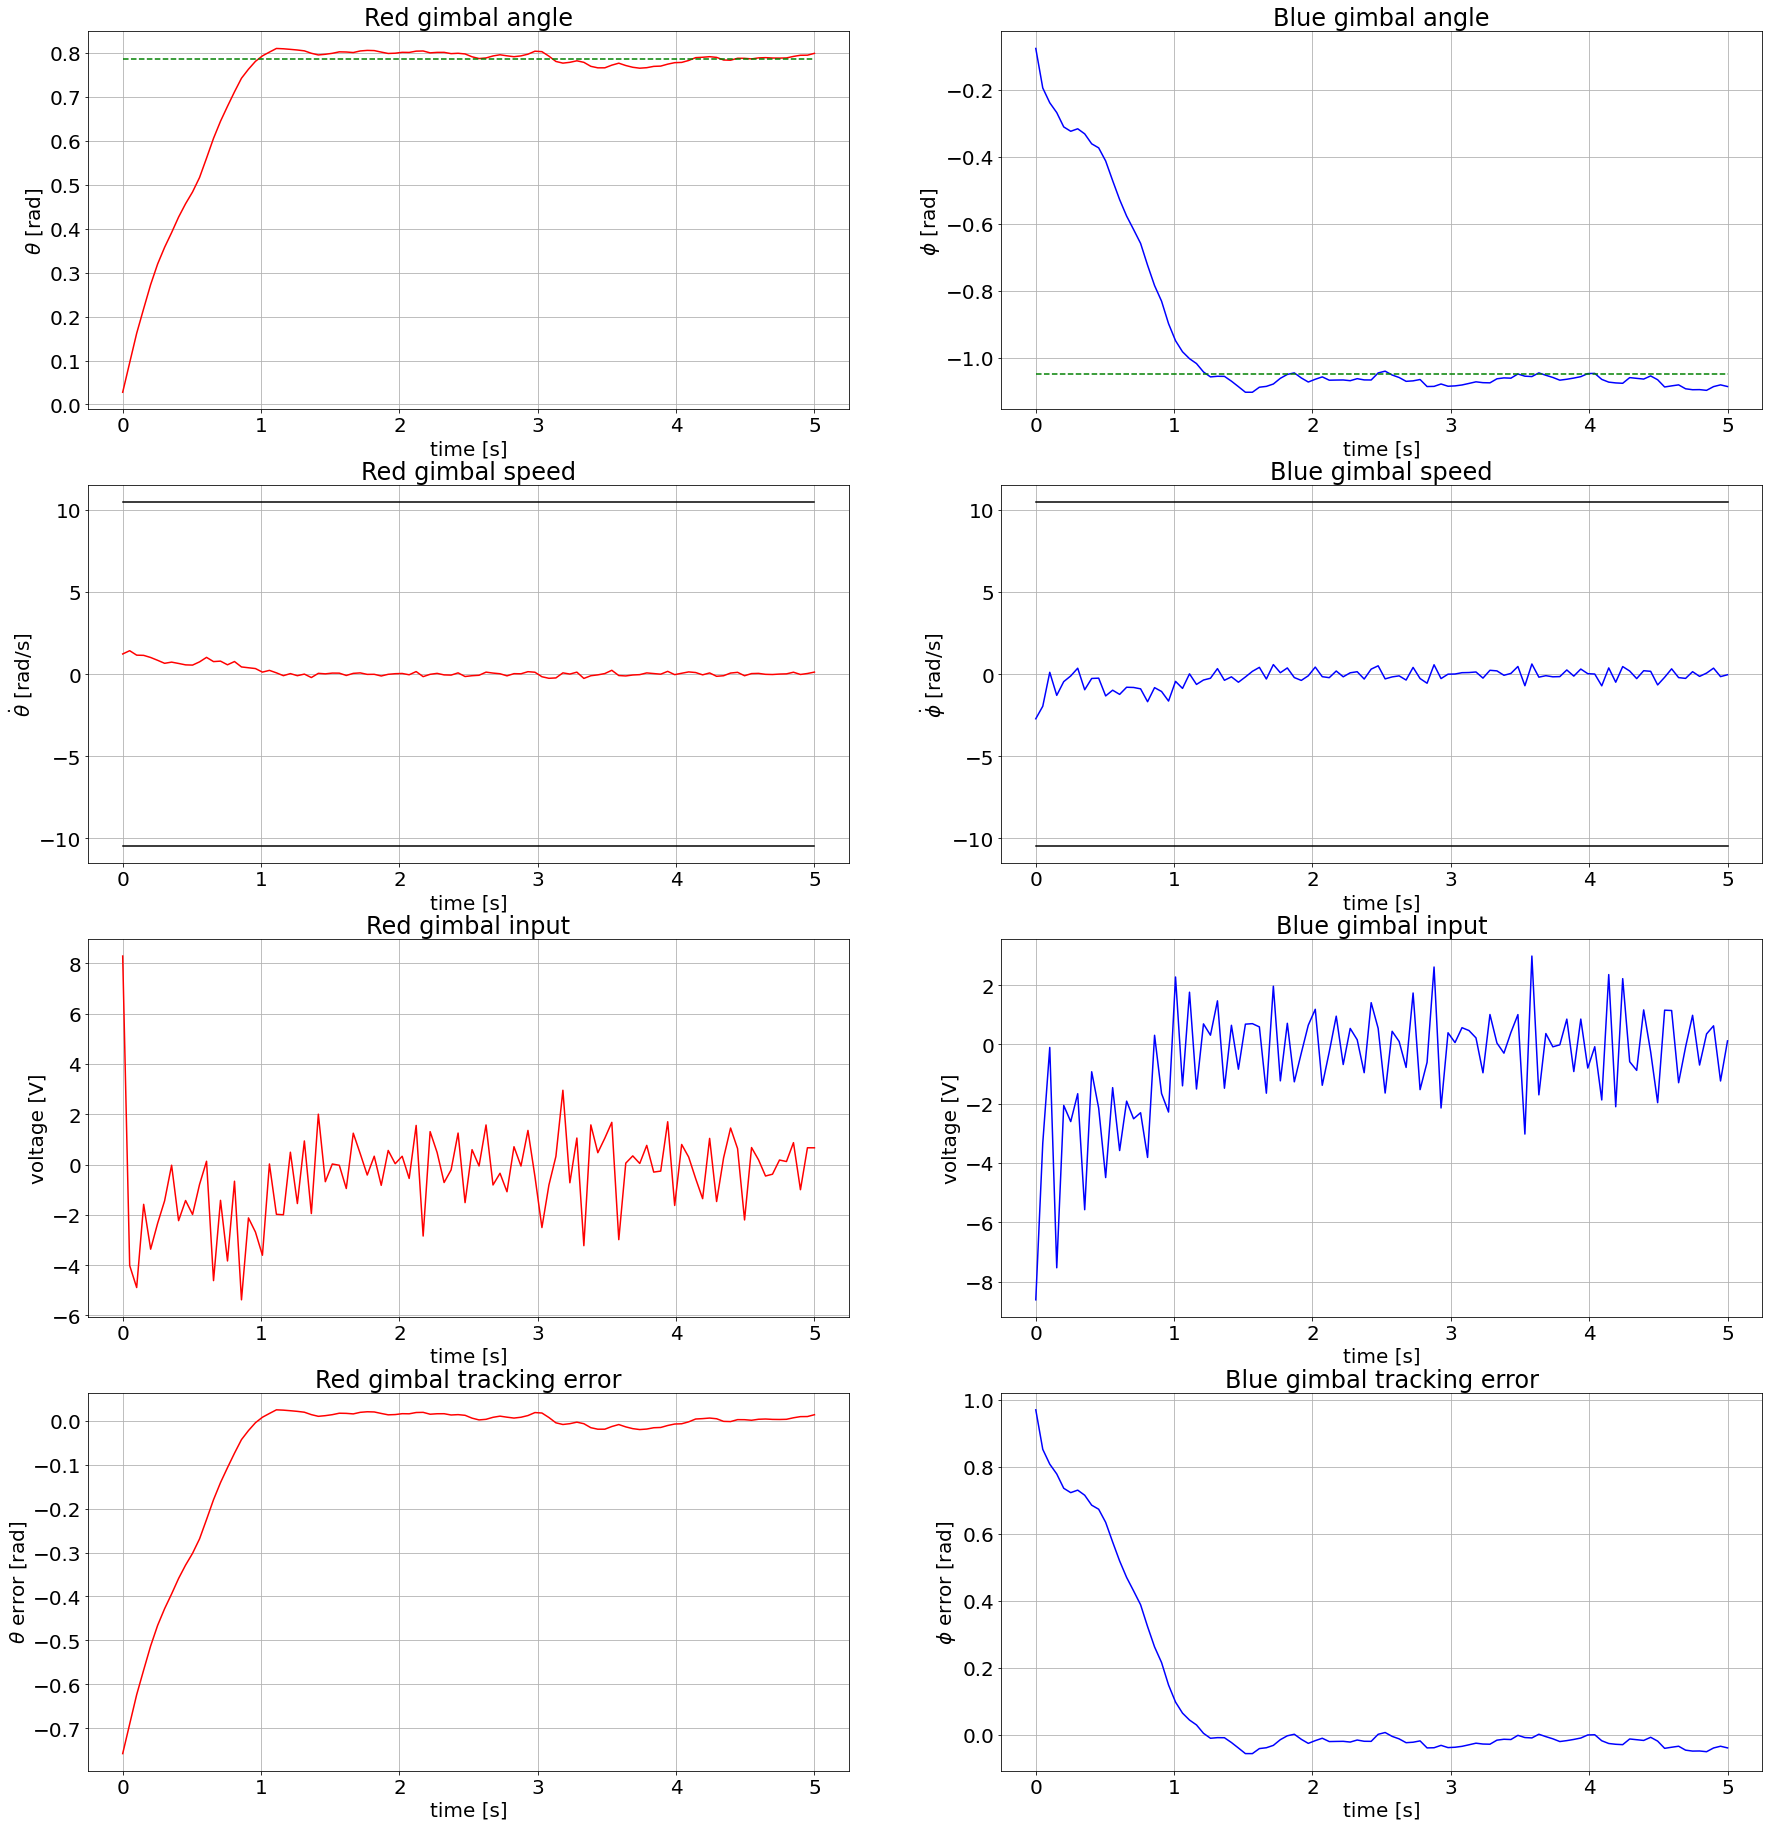 Red gimbal angle
θ [rad]
0.8
0.7
0.6
0.5
0.4
0.3
0.2
0.1
0.0
0 1 2 3 4 5
time [s]
Blue gimbal angle
ϕ [rad]
−0.2
−0.4
−0.6
−0.8
−1.0
0 1 2 3 4 5
time [s]
Red gimbal speed
θ̇ [rad/s]
10
5
0
−5
−10
0 1 2 3 4 5
time [s]
Blue gimbal speed
ϕ̇ [rad/s]
10
5
0
−5
−10
0 1 2 3 4 5
time [s]
Red gimbal input
voltage [V]
8
6
4
2
0
−2
−4
−6
0 1 2 3 4 5
time [s]
Blue gimbal input
voltage [V]
2
0
−2
−4
−6
−8
0 1 2 3 4 5
time [s]
Red gimbal tracking error
θ error [rad]
0.0
−0.1
−0.2
−0.3
−0.4
−0.5
−0.6
−0.7
0 1 2 3 4 5
time [s]
Blue gimbal tracking error
ϕ error [rad]
1.0
0.8
0.6
0.4
0.2
0.0
0 1 2 3 4 5
time [s]